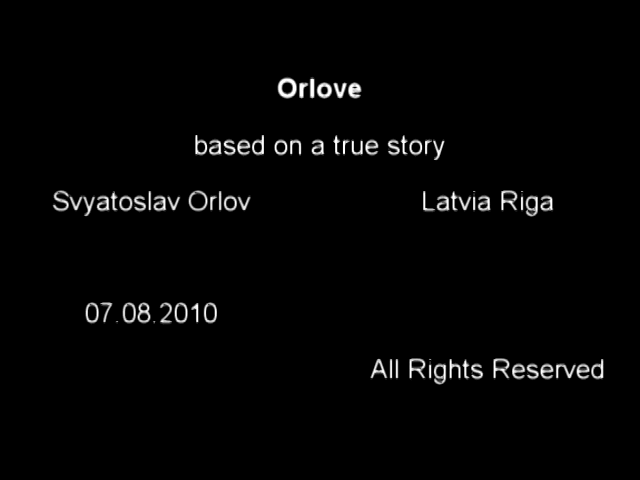 Orlove
based on a true story
Svyatoslav Orlov Latvia Riga
07.08.2010
All Rights Reserved